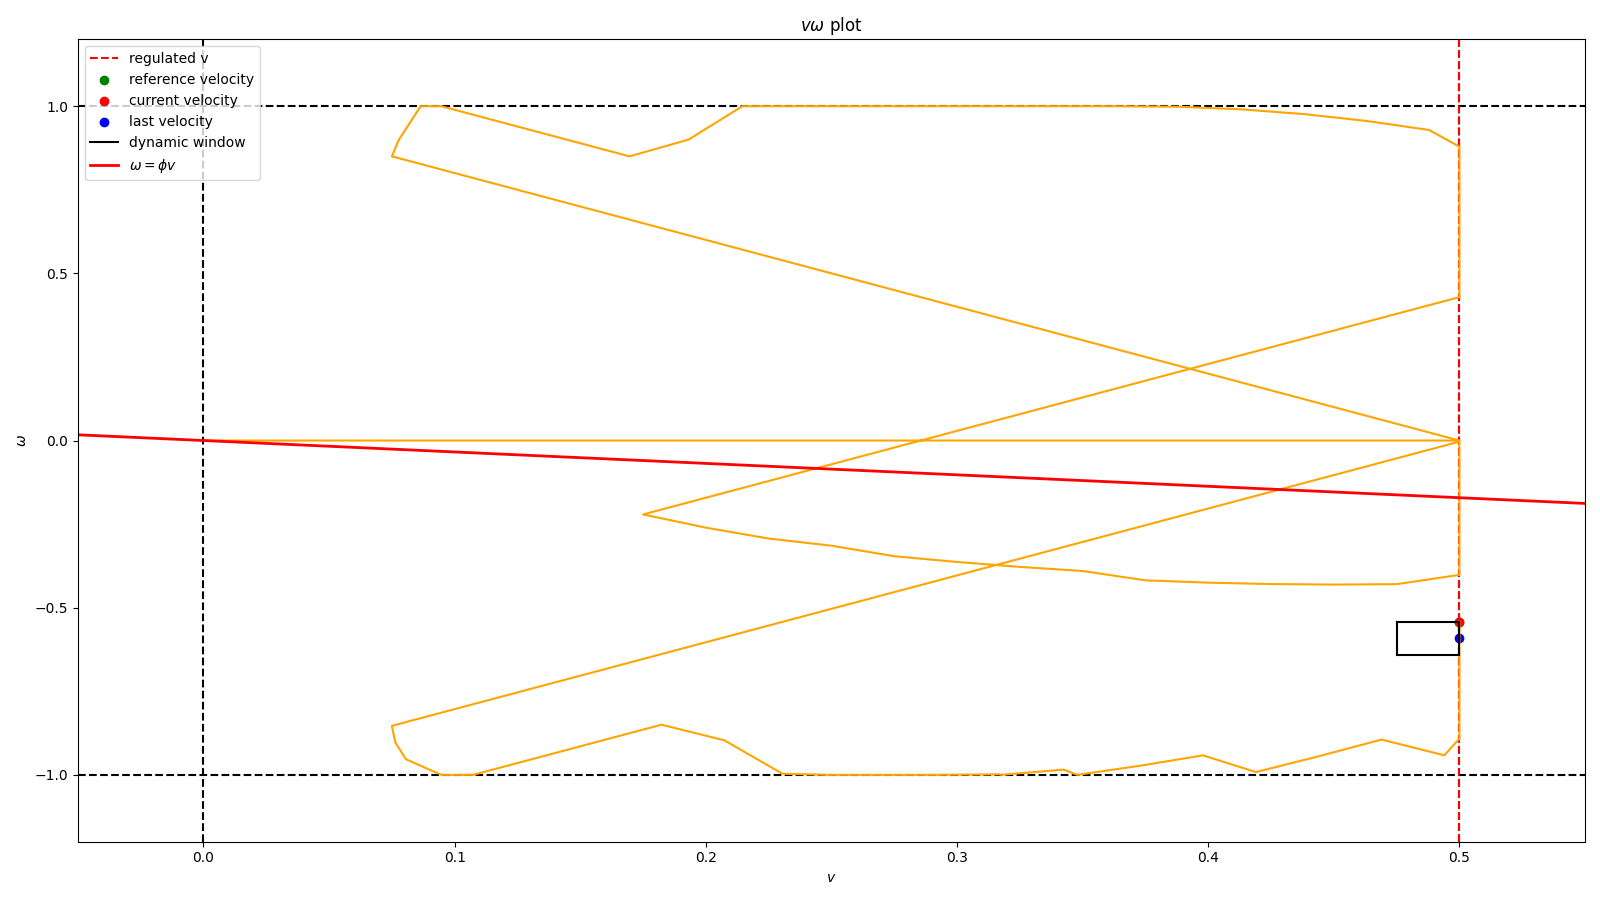 vω plot
regulated v
reference velocity
current velocity
last velocity
dynamic window
ω = ϕv
1.0
0.5
0.0
−0.5
−1.0
ω
0.0 0.1 0.2 0.3 0.4 0.5
v